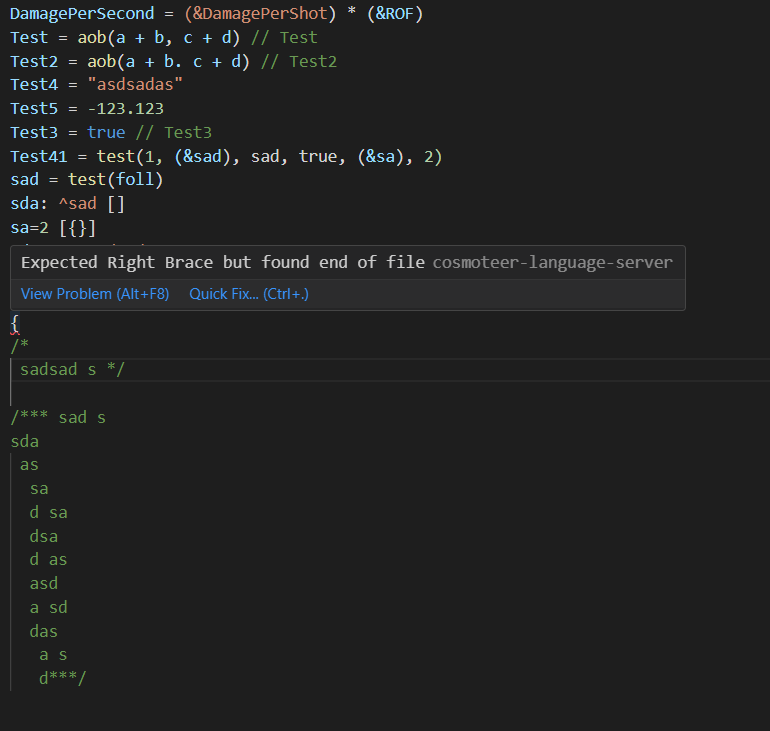 DamagePerSecond = (&DamagePerShot) * (&ROF)
Test = aob(a + b, c + d) // Test
Test2 = aob(a + b. c + d) // Test2
Test4 = "asdsadas"
Test5 = -123.123
Test3 = true // Test3
Test41 = test(1, (&sad), sad, true, (&sa), 2)
sad = test(foll)
sda: ^sad []
sa=2 [{}]
Expected Right Brace but found end of file cosmoteer-language-server
View Problem (Alt+F8) Quick Fix... (Ctrl+.)
{
/*
sadsad s */
/*** sad s
sda
as
sa
d sa
dsa
d as
asd
a sd
das
a s
d***/